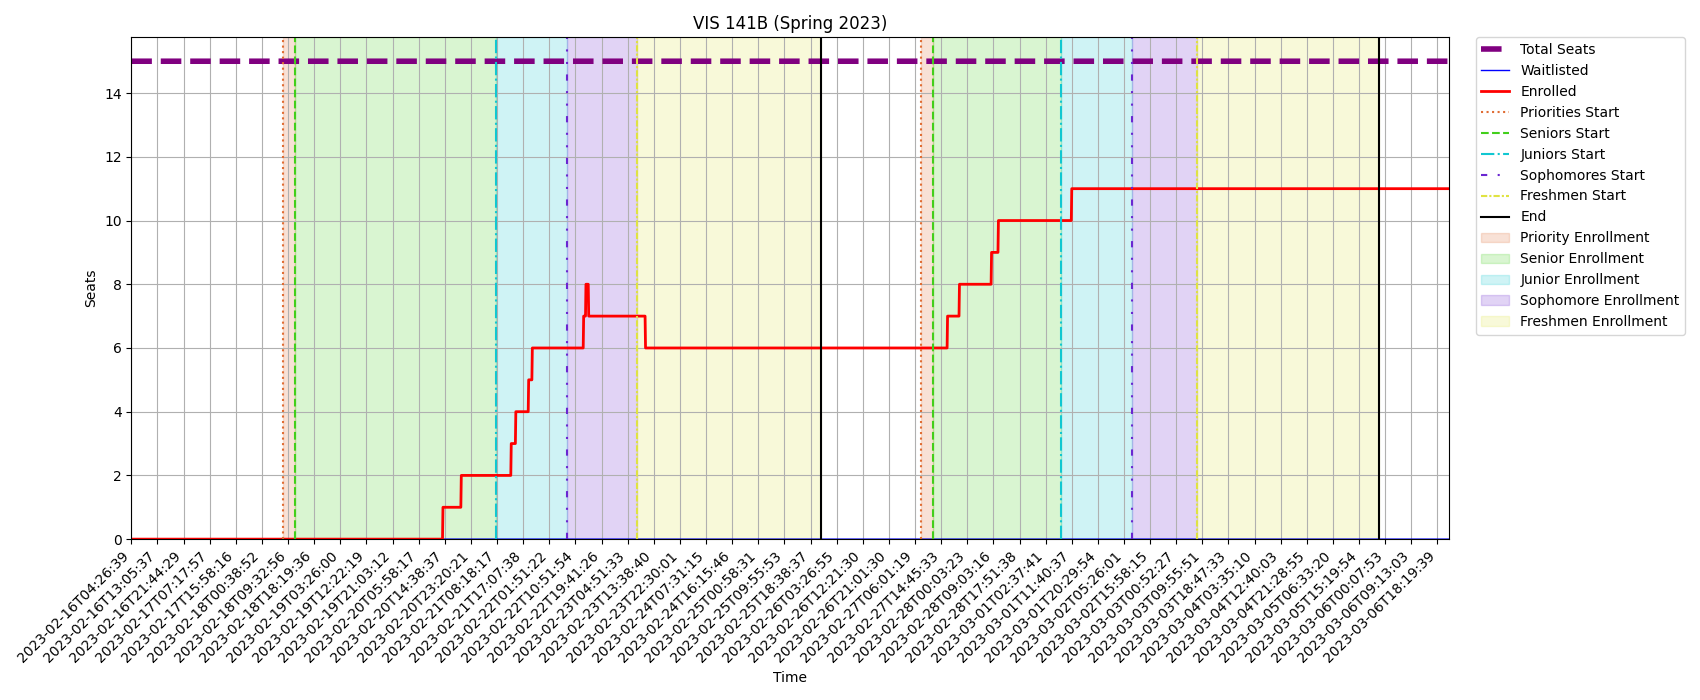 VIS 141B (Spring 2023)
Seats
14
12
10
8
6
4
2
0
2023-02-16T04:26:39
2023-02-16T13:05:37
2023-02-16T21:44:29
2023-02-17T07:17:57
2023-02-17T15:58:16
2023-02-18T00:38:52
2023-02-18T09:32:56
2023-02-18T18:19:36
2023-02-19T03:26:00
2023-02-19T12:22:19
2023-02-19T21:03:12
2023-02-20T05:58:17
2023-02-20T14:38:37
2023-02-20T23:20:21
2023-02-21T08:18:17
2023-02-21T17:07:38
2023-02-22T01:51:22
2023-02-22T10:51:54
2023-02-22T19:41:26
2023-02-23T04:51:33
2023-02-23T13:38:40
2023-02-23T22:30:01
2023-02-24T07:31:15
2023-02-24T16:15:46
2023-02-25T00:58:31
2023-02-25T09:55:53
2023-02-25T18:38:37
2023-02-26T03:26:55
2023-02-26T12:21:30
2023-02-26T21:01:30
2023-02-27T06:01:19
2023-02-27T14:45:33
2023-02-28T00:03:23
2023-02-28T09:03:16
2023-02-28T17:51:38
2023-03-01T02:37:41
2023-03-01T11:40:37
2023-03-01T20:29:54
2023-03-02T05:26:01
2023-03-02T15:58:15
2023-03-03T00:52:27
2023-03-03T09:55:51
2023-03-03T18:47:33
2023-03-04T03:35:10
2023-03-04T12:40:03
2023-03-04T21:28:55
2023-03-05T06:33:20
2023-03-05T15:19:54
2023-03-06T00:07:53
2023-03-06T09:13:03
2023-03-06T18:19:39
Time
Total Seats
Waitlisted
Enrolled
Priorities Start
Seniors Start
Juniors Start
Sophomores Start
Freshmen Start
End
Priority Enrollment
Senior Enrollment
Junior Enrollment
Sophomore Enrollment
Freshmen Enrollment